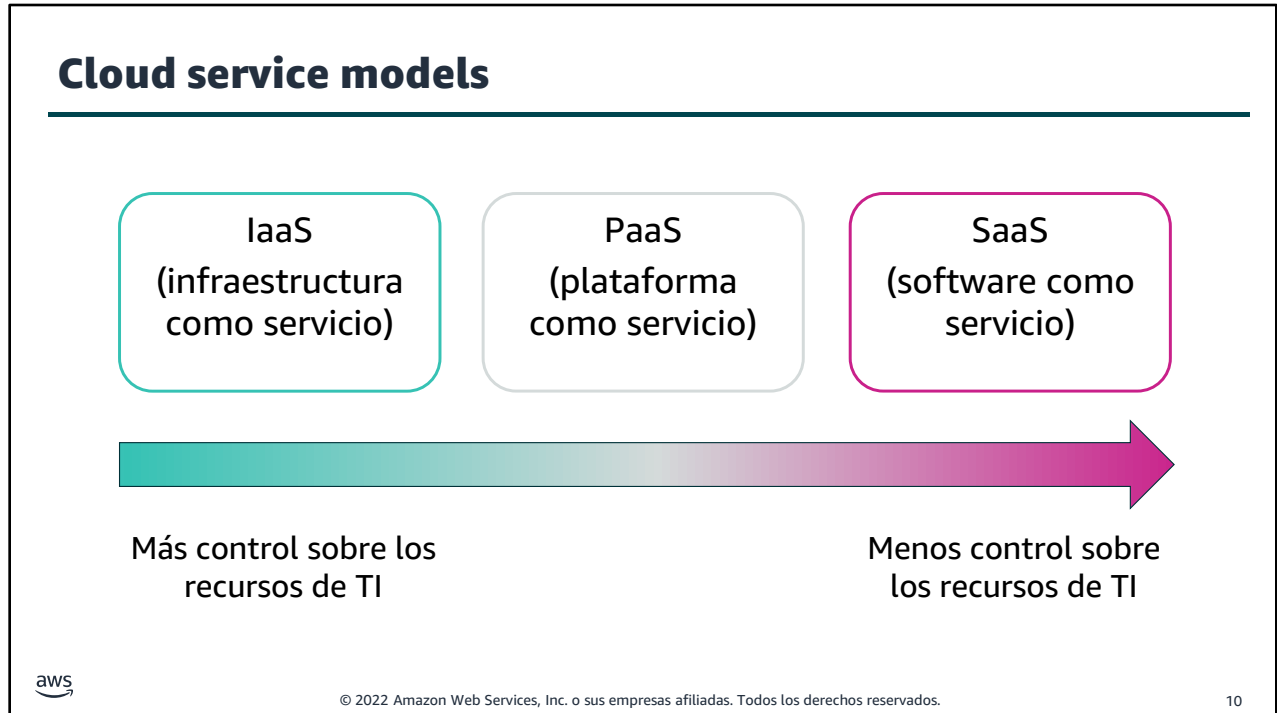 Cloud service models
IaaS
(infraestructura
como servicio)
PaaS
(plataforma
como servicio)
SaaS
(software como
servicio)
Más control sobre los
recursos de TI
Menos control sobre
los recursos de TI
aws
© 2022 Amazon Web Services, Inc. o sus empresas afiliadas. Todos los derechos reservados.
10